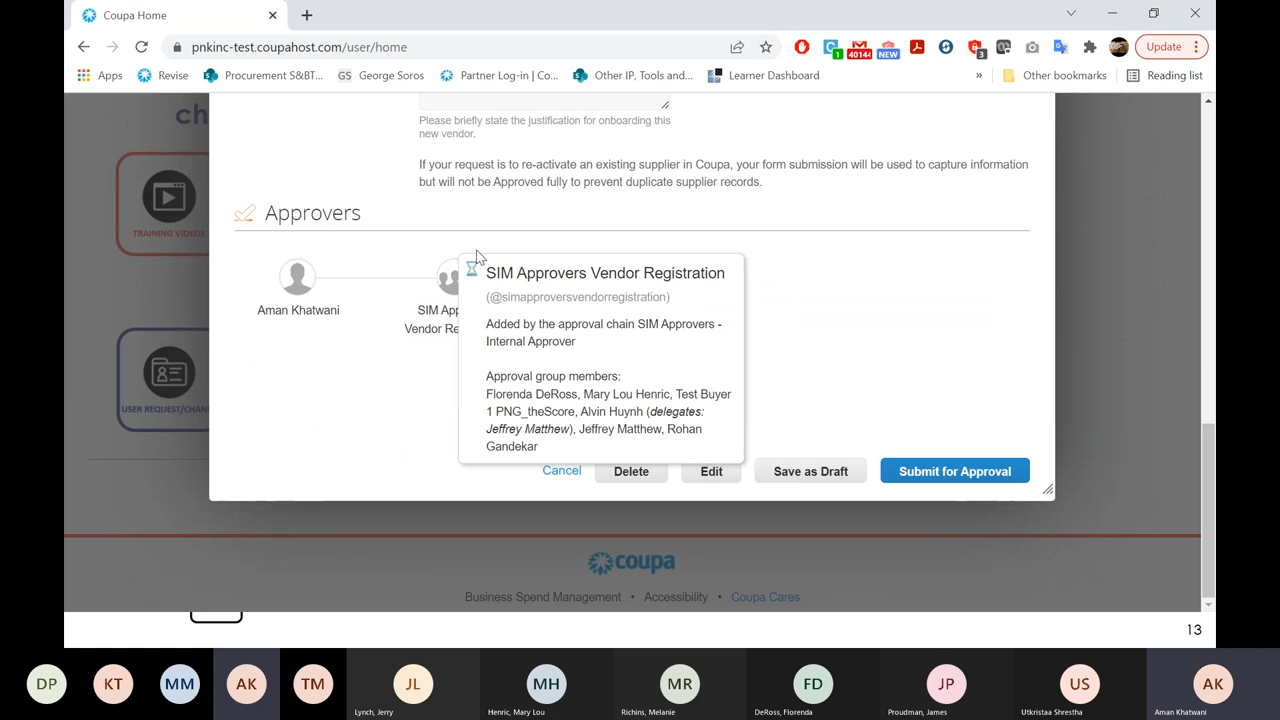 Coupa Home
pnkinc-test.coupahost.com/user/home
1
40144
NEW
3
Update
Apps
Revise
Procurement S&BT...
GS George Soros
Partner Log-in | Co...
Other IP, Tools and...
Learner Dashboard
»
Other bookmarks
Reading list
ch
Please briefly state the justification for onboarding this
new vendor.
If your request is to re-activate an existing supplier in Coupa, your form submission will be used to capture information
but will not be Approved fully to prevent duplicate supplier records.
Approvers
TRAINING VIDEOS
Aman Khatwani
SIM App
Vendor Re
SIM Approvers Vendor Registration
(@simapproversvendorregistration)
Added by the approval chain SIM Approvers -
Internal Approver
Approval group members:
Florenda DeRoss, Mary Lou Henric, Test Buyer
1 PNG_theScore, Alvin Huynh (delegates:
Jeffrey Matthew), Jeffrey Matthew, Rohan
Gandekar
USER REQUEST/CHAN
Cancel
Delete
Edit
Save as Draft
Submit for Approval
coupa
Business Spend Management • Accessibility • Coupa Cares
13
DP
KT
MM
AK
TM
JL
MH
MR
FD
JP
US
AK
Lynch, Jerry
Henric, Mary Lou
Richins, Melanie
DeRoss, Florenda
Proudman, James
Utkristaa Shrestha
Aman Khatwani